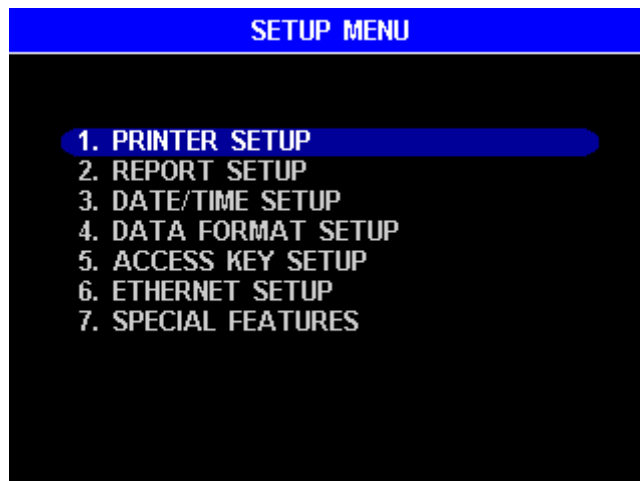 SETUP MENU
1. PRINTER SETUP
2. REPORT SETUP
3. DATE/TIME SETUP
4. DATA FORMAT SETUP
5. ACCESS KEY SETUP
6. ETHERNET SETUP
7. SPECIAL FEATURES